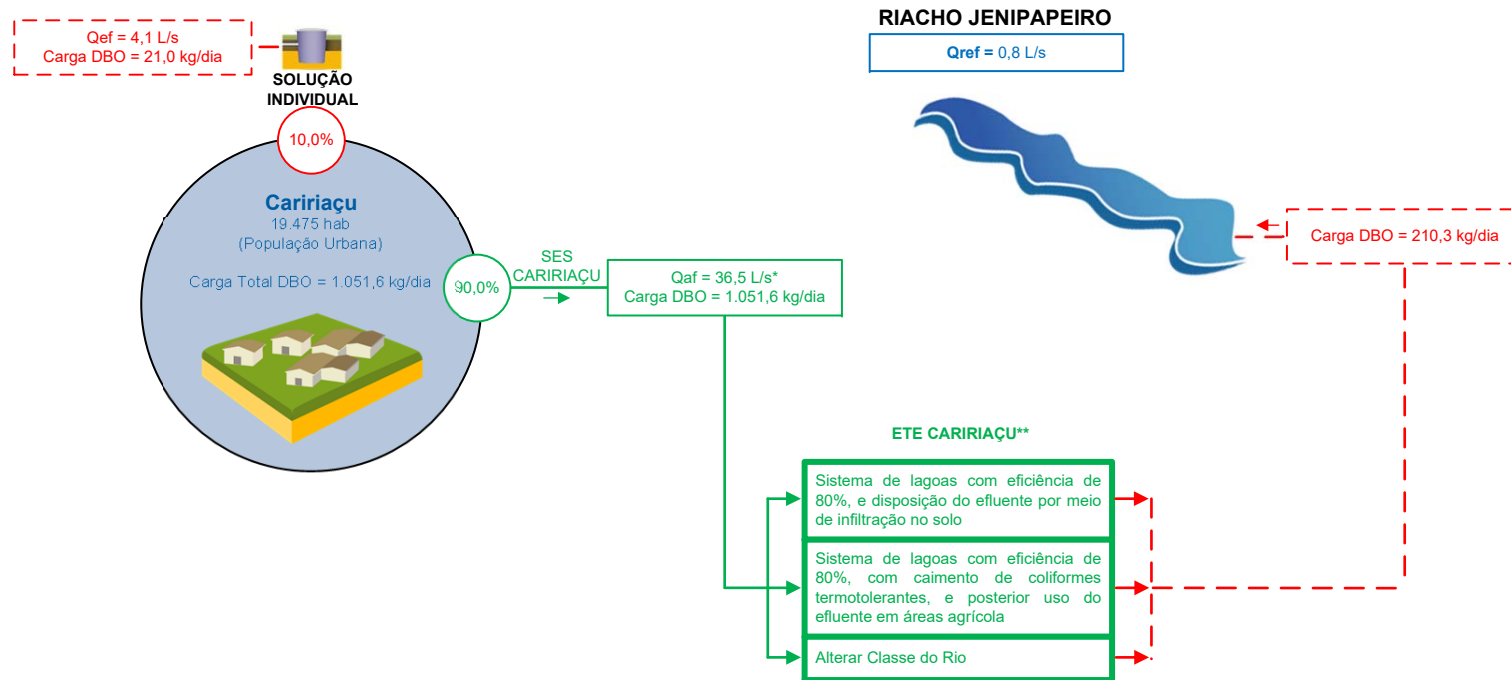 Qef = 4,1 L/s
Carga DBO = 21,0 kg/dia
SOLUÇÃO
INDIVIDUAL
10,0%
Caririaçu
19.475 hab
(População Urbana)
Carga Total DBO = 1.051,6 kg/dia
90,0%
SES
CARIRIAÇU
Qaf = 36,5 L/s*
Carga DBO = 1.051,6 kg/dia
RIACHO JENIPAPEIRO
Qref = 0,8 L/s
Carga DBO = 210,3 kg/dia
ETE CARIRIAÇU**
Sistema de lagoas com eficiência de
80%, e disposição do efluente por meio
de infiltração no solo
Sistema de lagoas com eficiência de
80%, com caimento de coliformes
termotolerantes, e posterior uso do
efluente em áreas agrícola
Alterar Classe do Rio